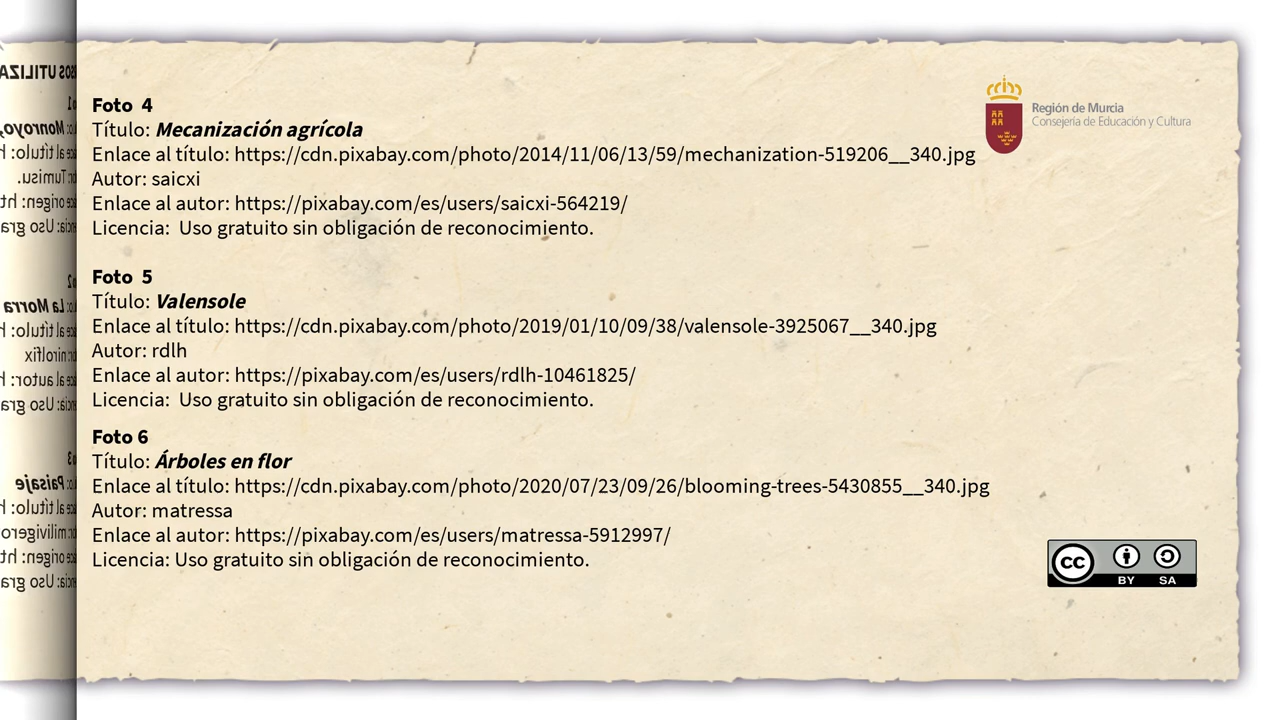 Foto 4
Título: Mecanización agrícola
Enlace al título: https://cdn.pixabay.com/photo/2014/11/06/13/59/mechanization-519206__340.jpg
Autor: saicxi
Enlace al autor: https://pixabay.com/es/users/saicxi-564219/
Licencia: Uso gratuito sin obligación de reconocimiento.
Foto 5
Título: Valensole
Enlace al título: https://cdn.pixabay.com/photo/2019/01/10/09/38/valensole-3925067__340.jpg
Autor: rdlh
Enlace al autor: https://pixabay.com/es/users/rdlh-10461825/
Licencia: Uso gratuito sin obligación de reconocimiento.
Foto 6
Título: Árboles en flor
Enlace al título: https://cdn.pixabay.com/photo/2020/07/23/09/26/blooming-trees-5430855__340.jpg
Autor: matressa
Enlace al autor: https://pixabay.com/es/users/matressa-5912997/
Licencia: Uso gratuito sin obligación de reconocimiento.
Región de Murcia
Consejería de Educación y Cultura
CC
BY SA